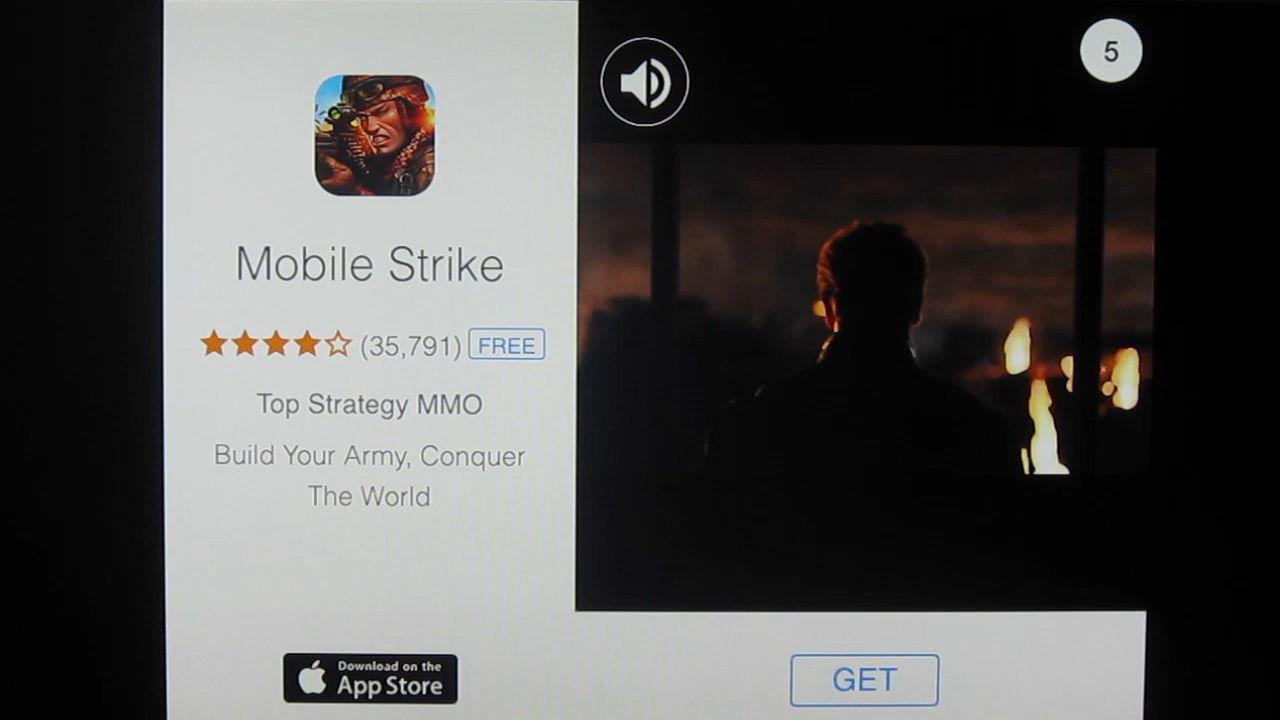 5
Mobile Strike
(35,791) FREE
Top Strategy MMO
Build Your Army, Conquer
The World
Download on the
App Store
GET